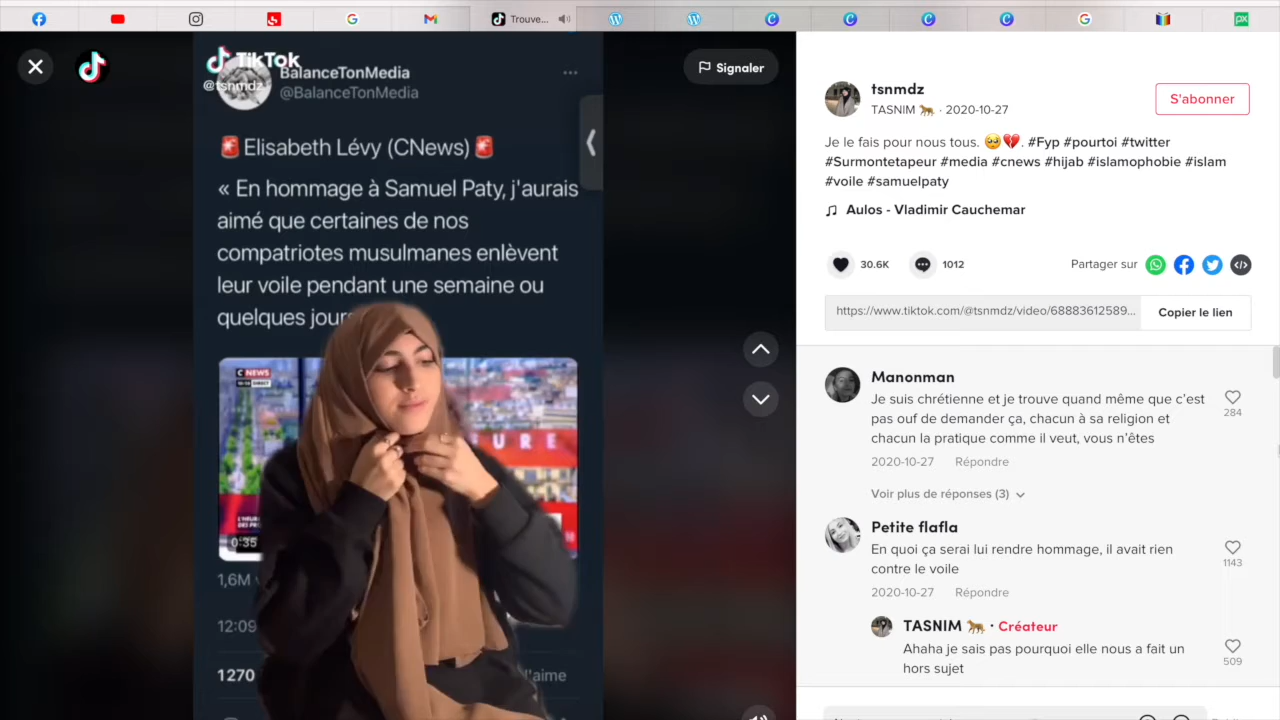 Trouve...
TikTok
@tsnmdz
BalanceTonMedia
@BalanceTonMedia
Elisabeth Lévy (CNews)
« En hommage à Samuel Paty, j'aurais
aimé que certaines de nos
compatriotes musulmanes enlèvent
leur voile pendant une semaine ou
quelques jours
CNEWS
DIRECT
URE
0:35
1,6M
12:09
1270
'aime
Signaler
tsnmdz
TASNIM · 2020-10-27
S'abonner
Je le fais pour nous tous. 🥺💔. #Fyp #pourtoi #twitter
#Surmontetapeur #media #cnews #hijab #islamophobie #islam
#voile #samuelpaty
Aulos - Vladimir Cauchemar
30.6K
1012
Partager sur
https://www.tiktok.com/@tsnmdz/video/68883612589...
Copier le lien
Manonman
Je suis chrétienne et je trouve quand même que c'est
pas ouf de demander ça, chacun à sa religion et
chacun la pratique comme il veut, vous n'êtes
284
2020-10-27 Répondre
Voir plus de réponses (3)
Petite flafla
En quoi ça serai lui rendre hommage, il avait rien
contre le voile
1143
2020-10-27 Répondre
TASNIM · Créateur
Ahaha je sais pas pourquoi elle nous a fait un
hors sujet
509